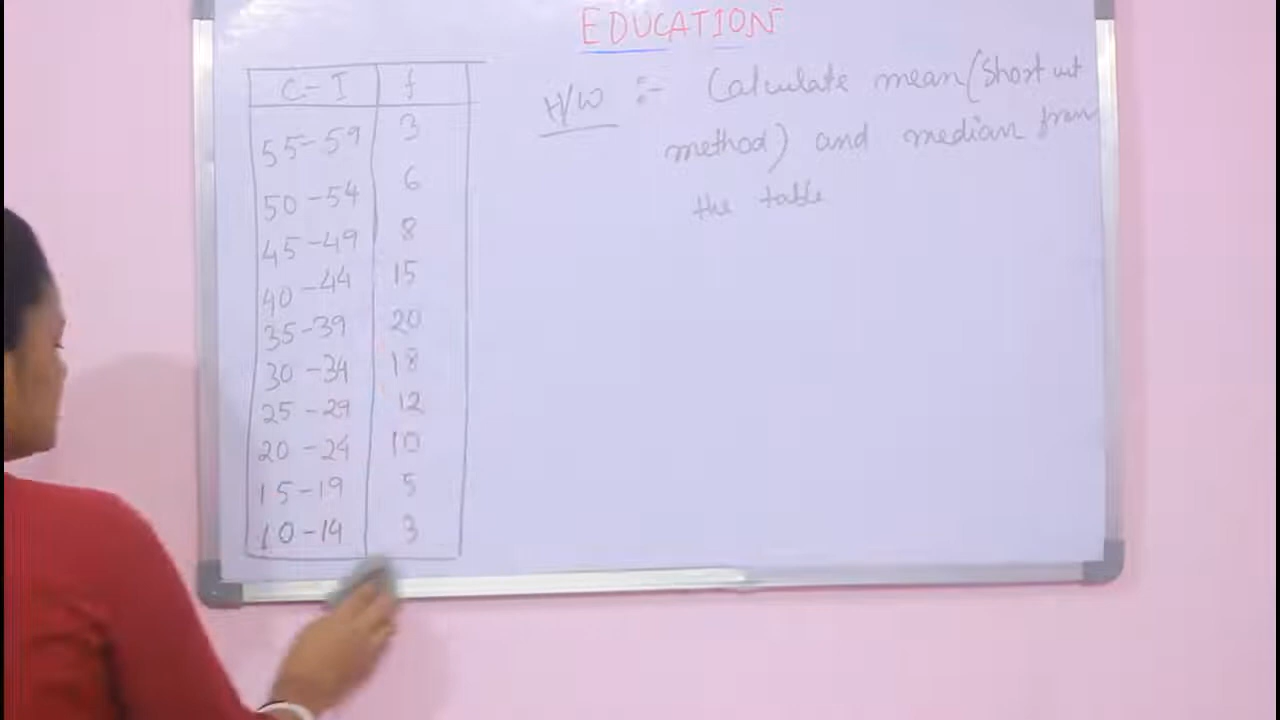 EDUCATION
C-I f
55-59 3
50-54 6
45-49 8
40-44 15
35-39 20
30-34 18
25-29 12
20-24 10
15-19 5
10-14 3
H/W :- Calculate mean (Short cut
method) and median from
the table